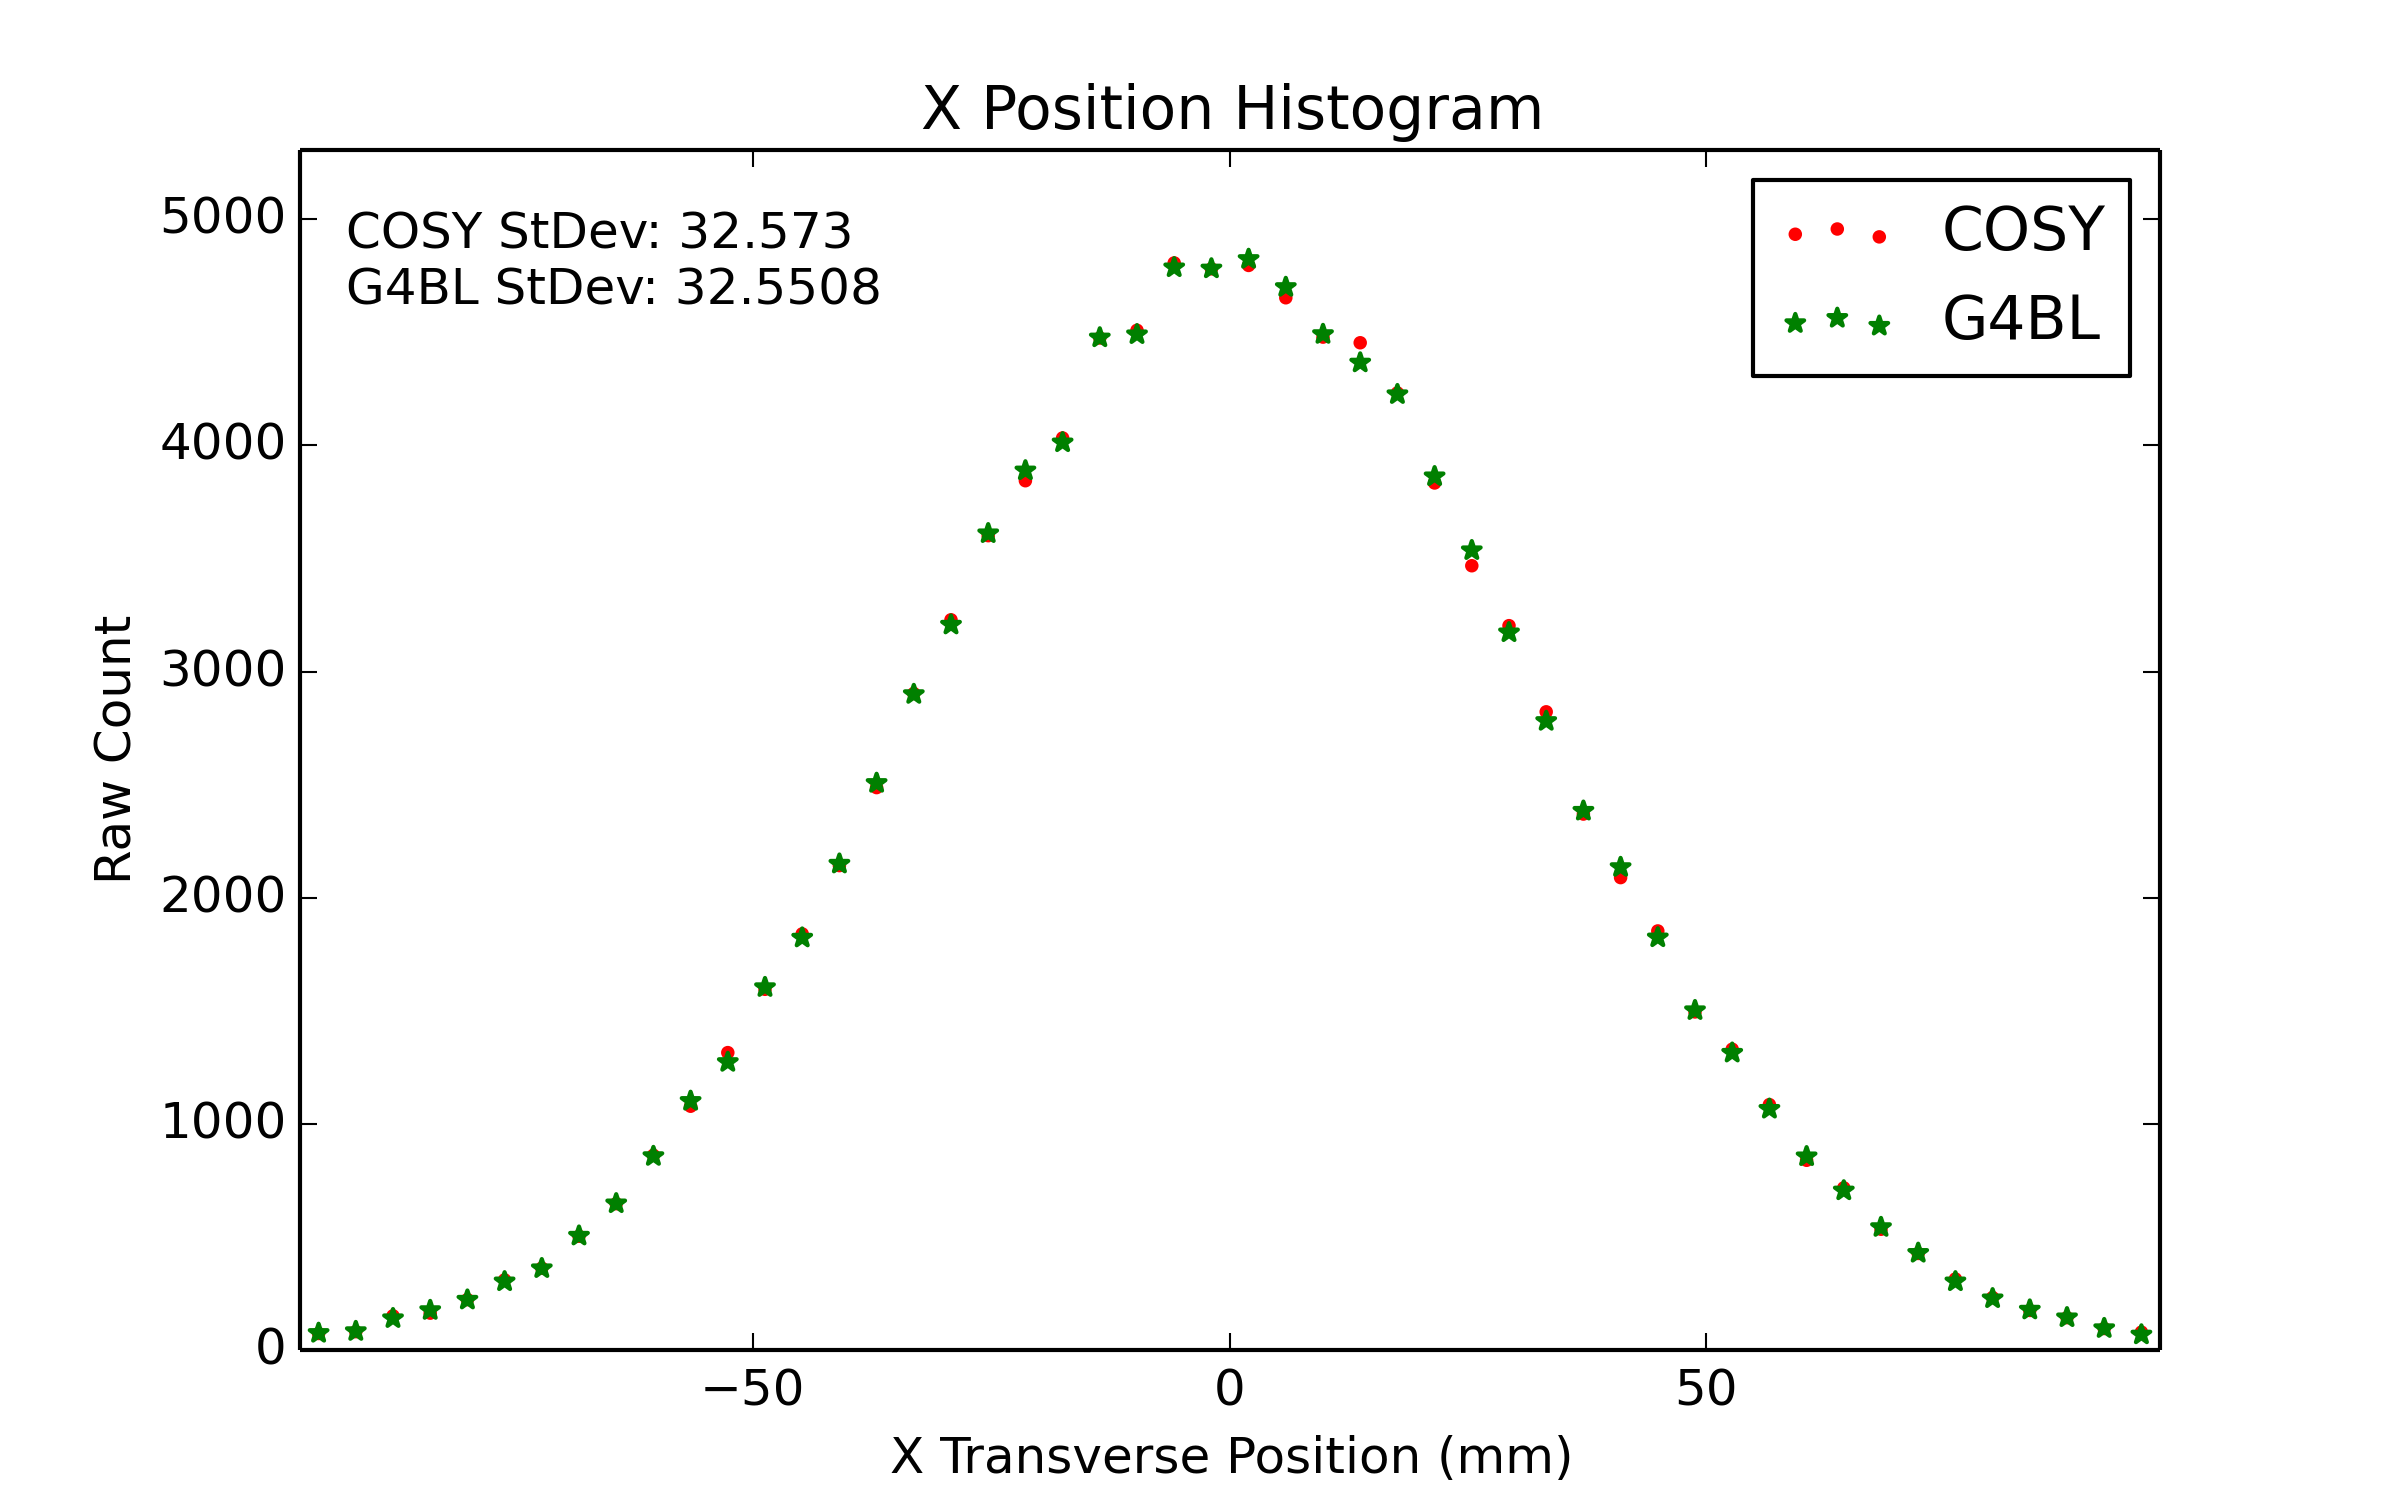 X Position Histogram
COSY StDev: 32.573
G4BL StDev: 32.5508
COSY
G4BL
5000
4000
3000
2000
1000
0
Raw Count
−50 0 50
X Transverse Position (mm)